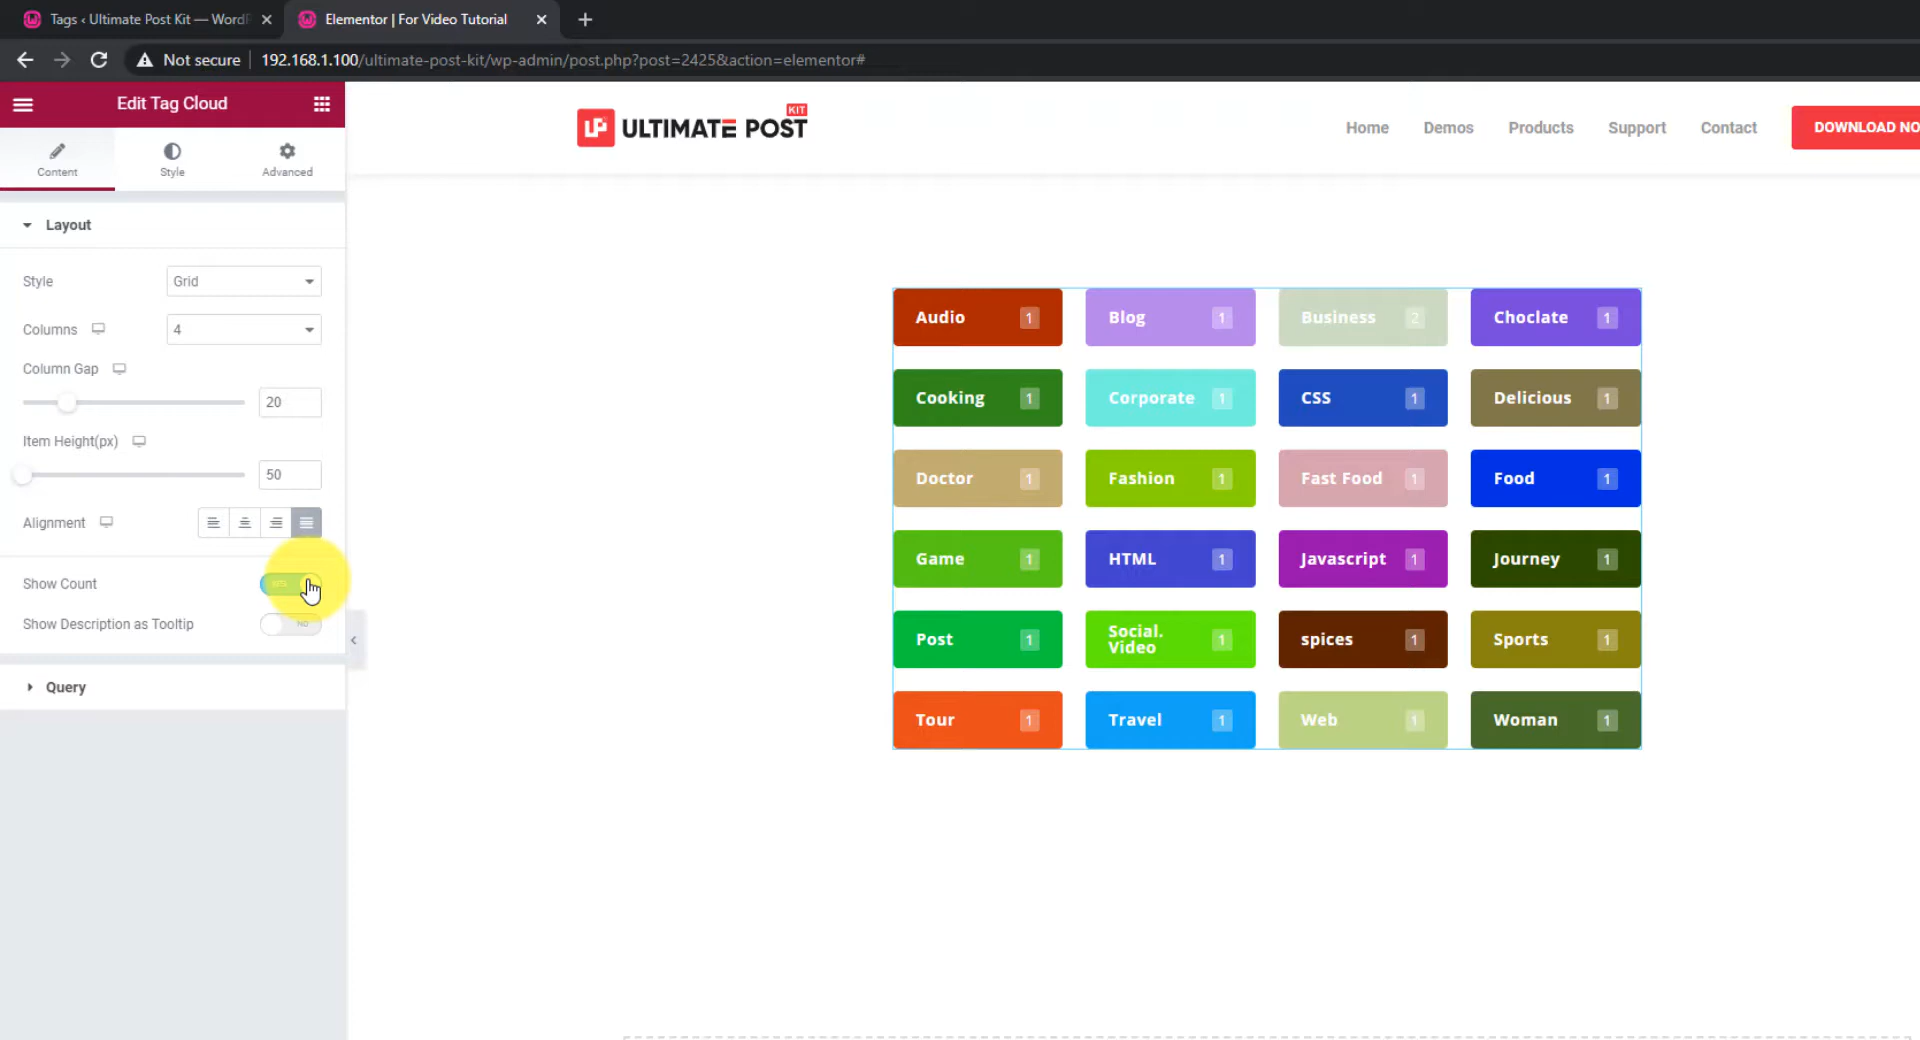 Tags ‹ Ultimate Post Kit — WordP
Elementor | For Video Tutorial
Not secure
192.168.1.100/ultimate-post-kit/wp-admin/post.php?post=2425&action=elementor#
Edit Tag Cloud
Content
Style
Advanced
Layout
Style
Grid
Columns
4
Column Gap
20
Item Height(px)
50
Alignment
Show Count
YES
Show Description as Tooltip
NO
Query
UP ULTIMATE POST KIT
Home
Demos
Products
Support
Contact
DOWNLOAD NO
Audio 1
Blog 1
Business 2
Choclate 1
Cooking 1
Corporate 1
CSS 1
Delicious 1
Doctor 1
Fashion 1
Fast Food 1
Food 1
Game 1
HTML 1
Javascript 1
Journey 1
Post 1
Social.
Video 1
spices 1
Sports 1
Tour 1
Travel 1
Web 1
Woman 1